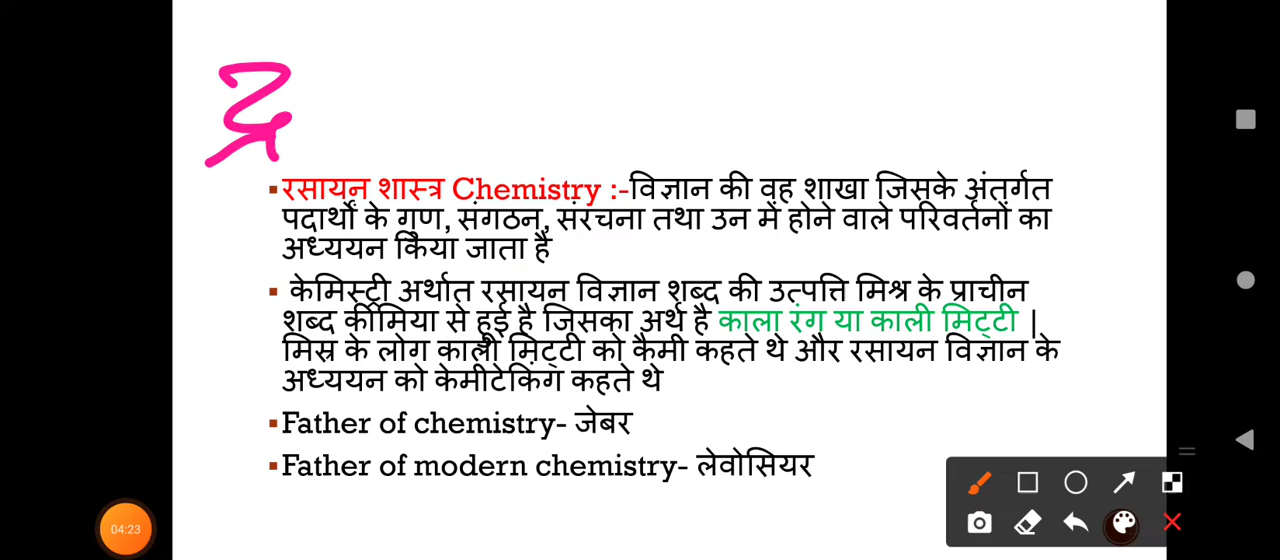 रसायन शास्त्र Chemistry :-विज्ञान की वह शाखा जिसके अंतर्गत
पदार्थों के गुण, संगठन, संरचना तथा उन में होने वाले परिवर्तनों का
अध्ययन किया जाता है
केमिस्ट्री अर्थात रसायन विज्ञान शब्द की उत्पत्ति मिश्र के प्राचीन
शब्द कीमिया से हुई है जिसका अर्थ है काला रंग या काली मिट्टी |
मिस्र के लोग काली मिट्टी को कैमी कहते थे और रसायन विज्ञान के
अध्ययन को केमीटेकिंग कहते थे
Father of chemistry- जेबर
Father of modern chemistry- लेवोसियर
04:23